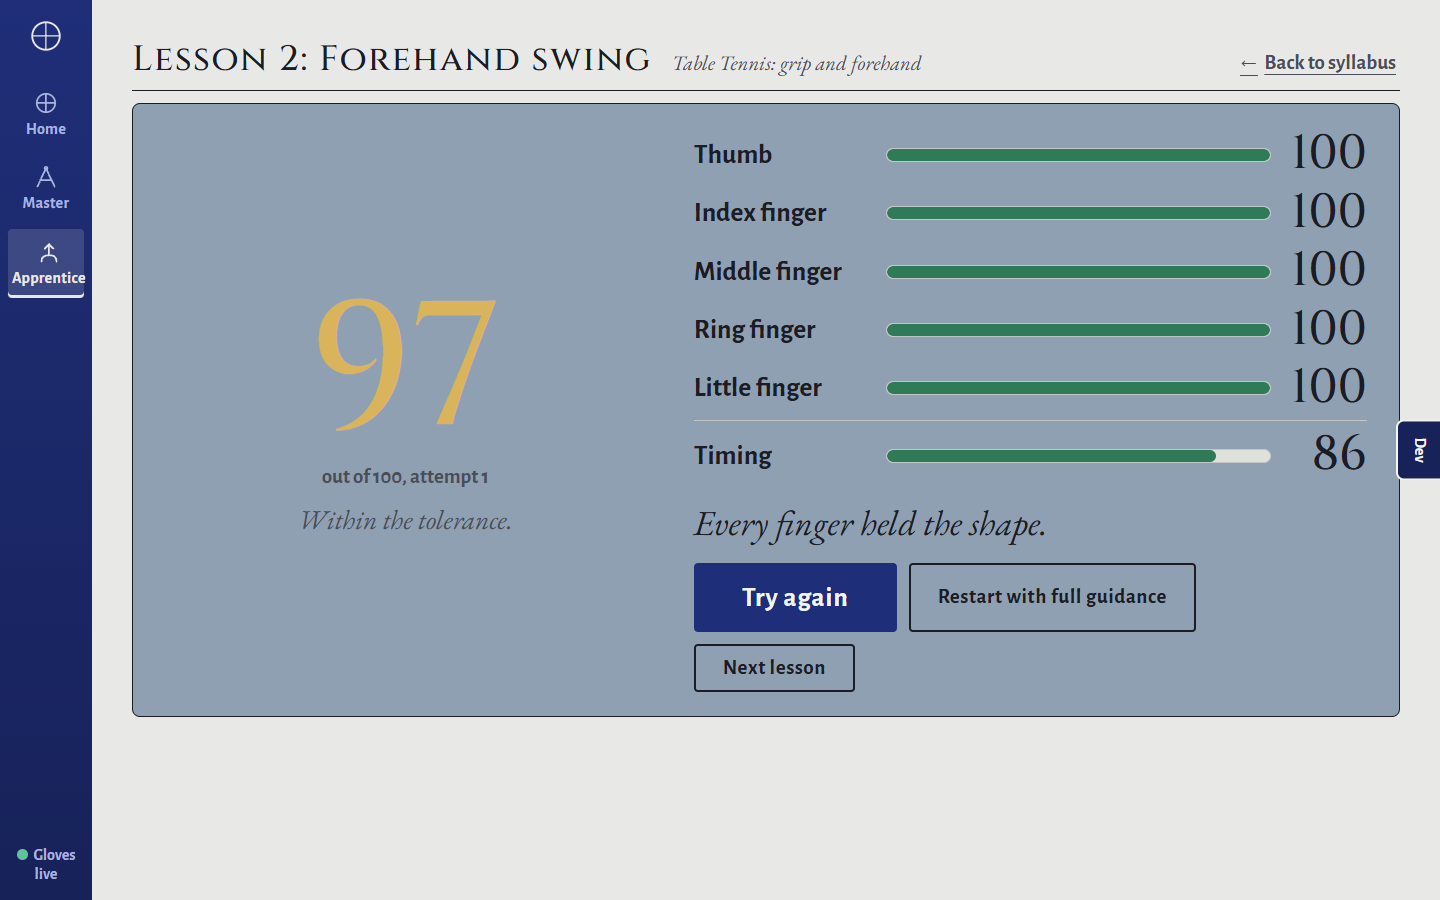 Lesson 2: Forehand swing
Table Tennis: grip and forehand
← Back to syllabus
Home
Master
Apprentice
Gloves
live
97
out of 100, attempt 1
Within the tolerance.
Thumb 100
Index finger 100
Middle finger 100
Ring finger 100
Little finger 100
Timing 86
Every finger held the shape.
Try again
Restart with full guidance
Next lesson
Dev